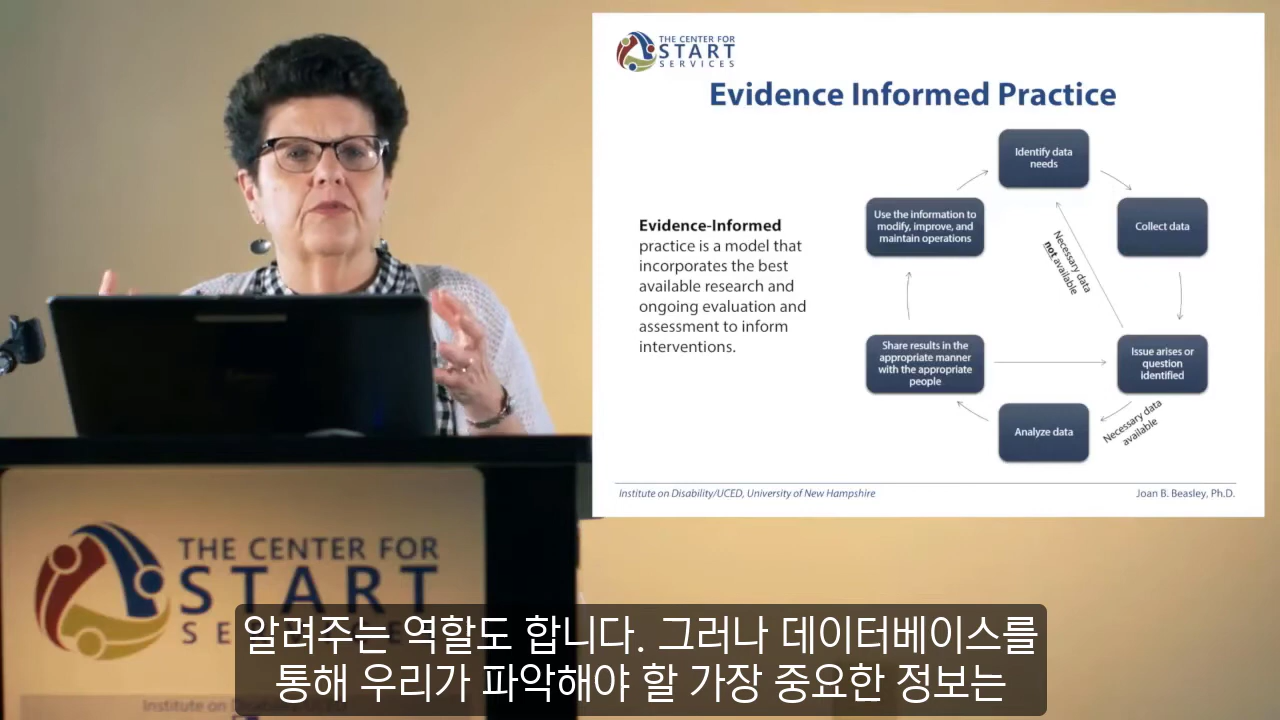 THE CENTER FOR
START
SERVICES
Evidence Informed Practice
Evidence-Informed
practice is a model that
incorporates the best
available research and
ongoing evaluation and
assessment to inform
interventions.
Identify data
needs
Collect data
Issue arises or
question
identified
Analyze data
Share results in the
appropriate manner
with the appropriate
people
Use the information to
modify, improve, and
maintain operations
Necessary data
not available
Necessary data
available
Institute on Disability/UCED, University of New Hampshire
Joan B. Beasley, Ph.D.
THE CENTER FOR
START
알려주는 역할도 합니다. 그러나 데이터베이스를
통해 우리가 파악해야 할 가장 중요한 정보는
Institute on Disability/UCED